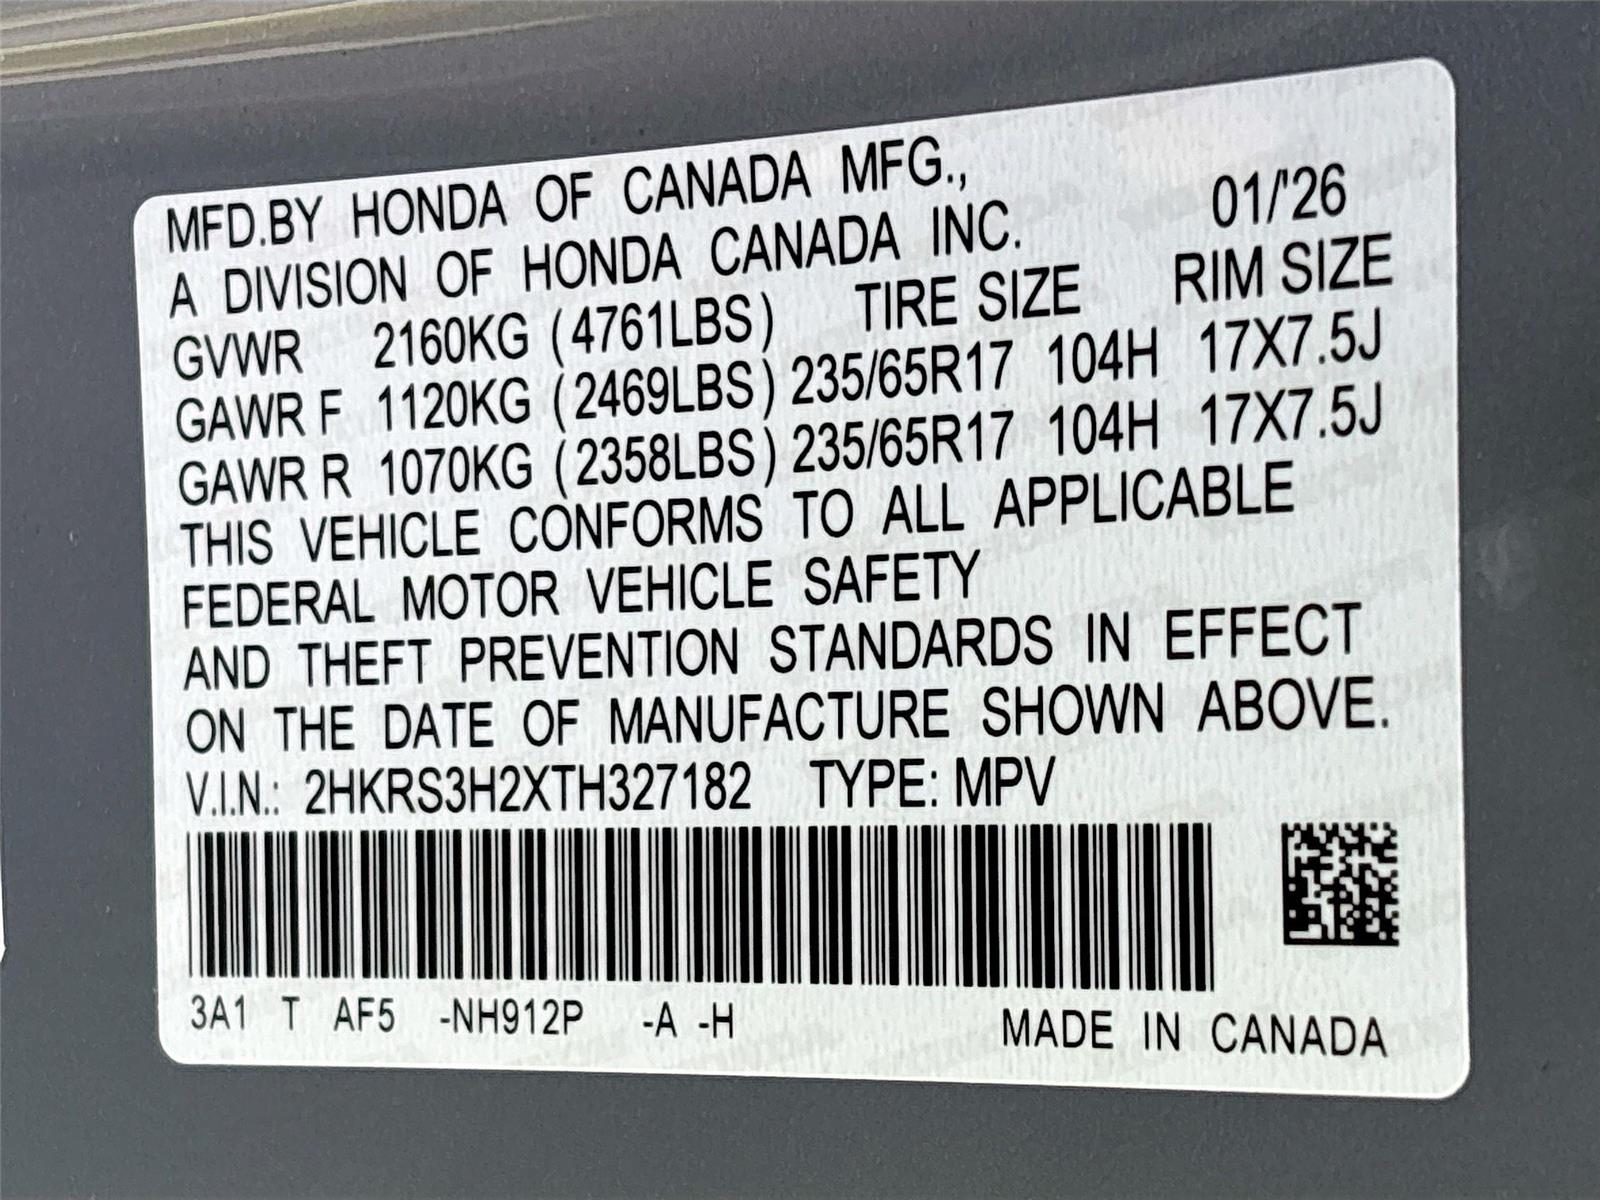 MFD.BY HONDA OF CANADA MFG.,
A DIVISION OF HONDA CANADA INC. 01/'26
GVWR 2160KG (4761LBS) TIRE SIZE RIM SIZE
GAWR F 1120KG (2469LBS) 235/65R17 104H 17X7.5J
GAWR R 1070KG (2358LBS) 235/65R17 104H 17X7.5J
THIS VEHICLE CONFORMS TO ALL APPLICABLE
FEDERAL MOTOR VEHICLE SAFETY
AND THEFT PREVENTION STANDARDS IN EFFECT
ON THE DATE OF MANUFACTURE SHOWN ABOVE.
V.I.N.: 2HKRS3H2XTH327182 TYPE: MPV
3A1 T AF5 -NH912P -A -H MADE IN CANADA